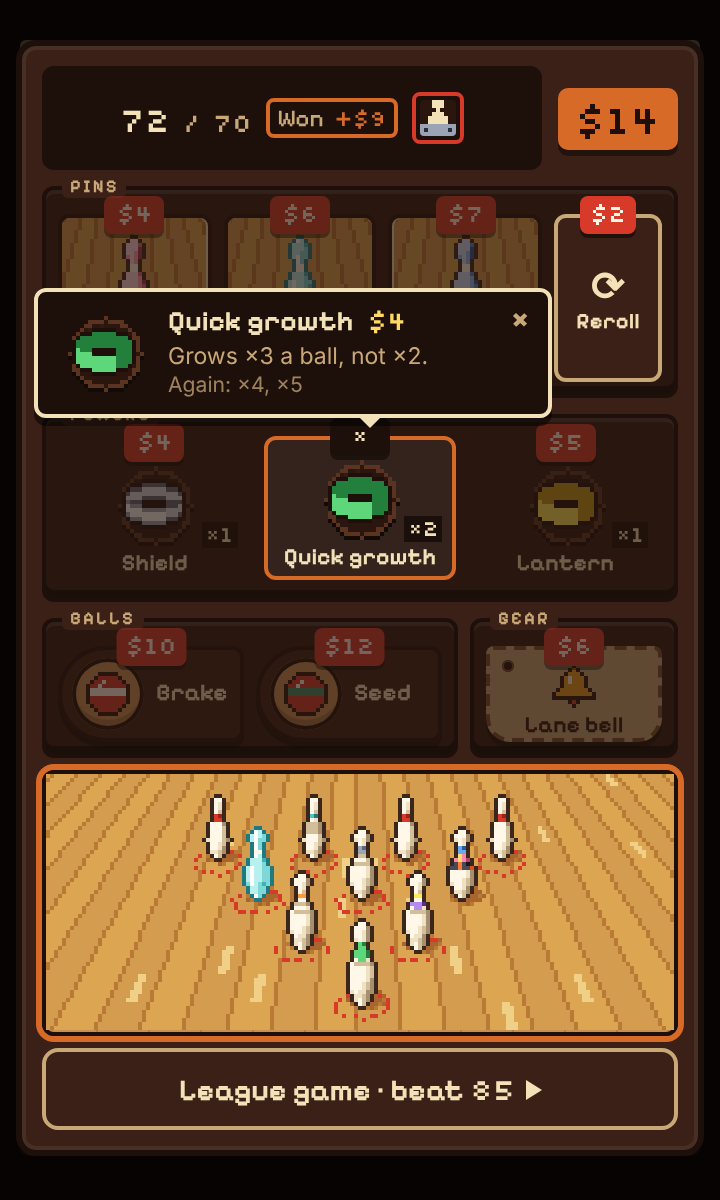 72 / 70 Won +$9 $14
PINS
$4 $6 $7 $2
Reroll
Quick growth $4 ×
Grows ×3 a ball, not ×2.
Again: ×4, ×5
$4 × $5
×1 ×2 ×1
Shield Quick growth Lantern
BALLS GEAR
$10 $12 $6
Brake Seed
Lane bell
League game · beat 85 ▶